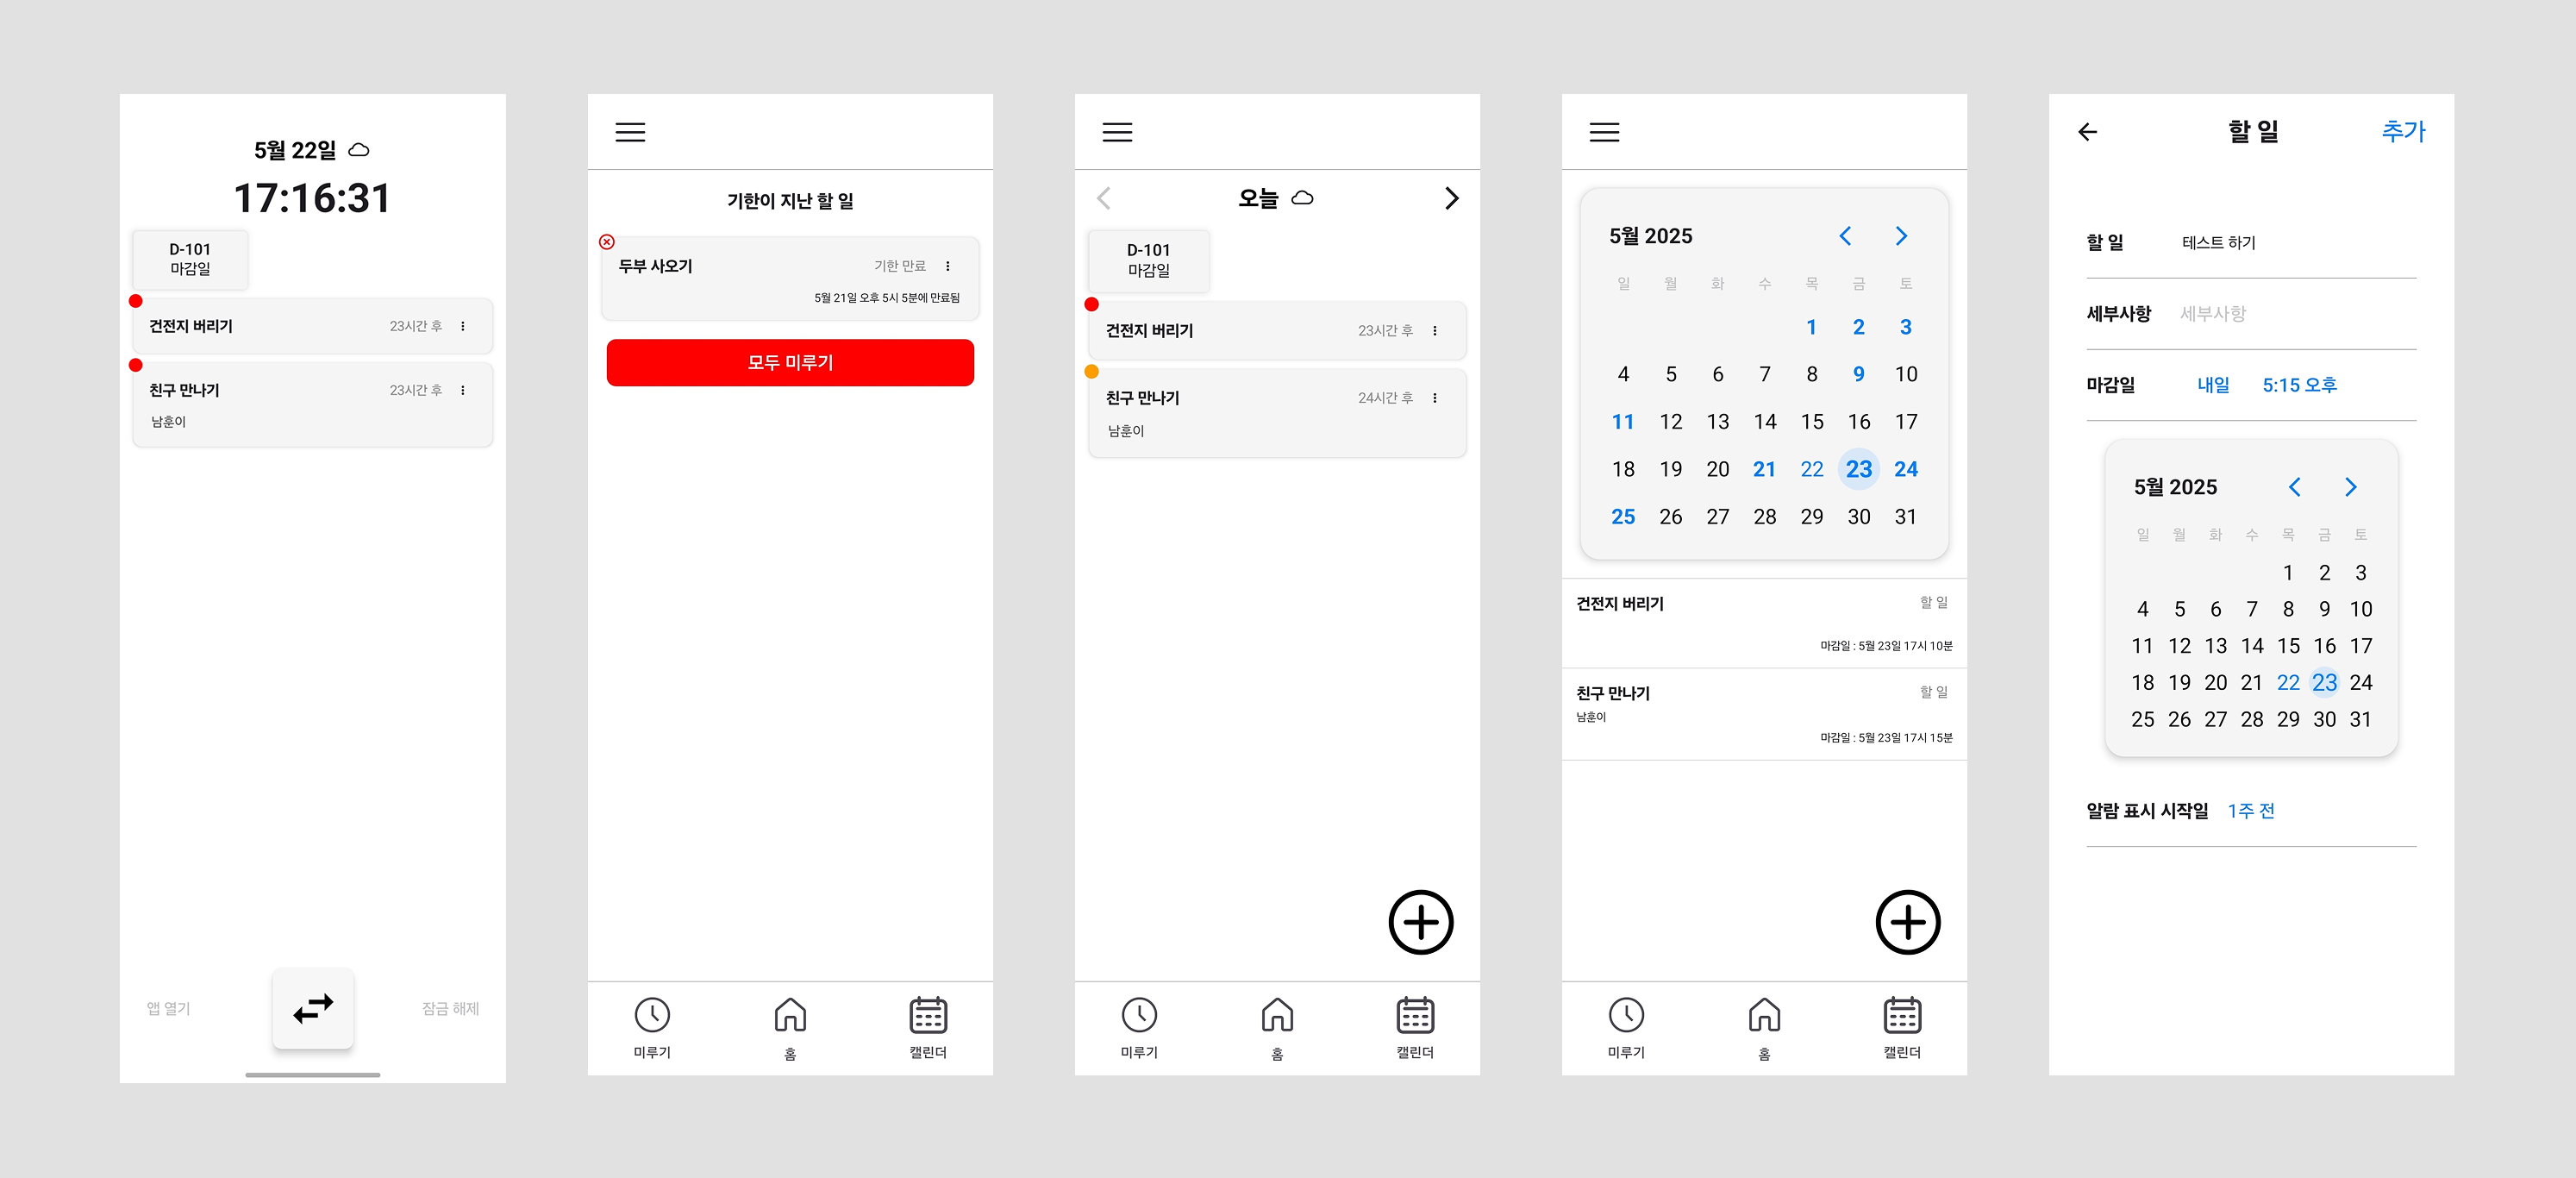 5월 22일
17:16:31
D-101
마감일
건전지 버리기 23시간 후
친구 만나기 23시간 후
남훈이
앱 열기 잠금 해제
기한이 지난 할 일
두부 사오기 기한 만료
5월 21일 오후 5시 5분에 만료됨
모두 미루기
미루기 홈 캘린더
오늘
D-101
마감일
건전지 버리기 23시간 후
친구 만나기 24시간 후
남훈이
미루기 홈 캘린더
5월 2025
일 월 화 수 목 금 토
1 2 3
4 5 6 7 8 9 10
11 12 13 14 15 16 17
18 19 20 21 22 23 24
25 26 27 28 29 30 31
건전지 버리기 할 일
마감일 : 5월 23일 17시 10분
친구 만나기 할 일
남훈이
마감일 : 5월 23일 17시 15분
미루기 홈 캘린더
할 일 추가
할 일 테스트 하기
세부사항 세부사항
마감일 내일 5:15 오후
5월 2025
일 월 화 수 목 금 토
1 2 3
4 5 6 7 8 9 10
11 12 13 14 15 16 17
18 19 20 21 22 23 24
25 26 27 28 29 30 31
알람 표시 시작일 1주 전